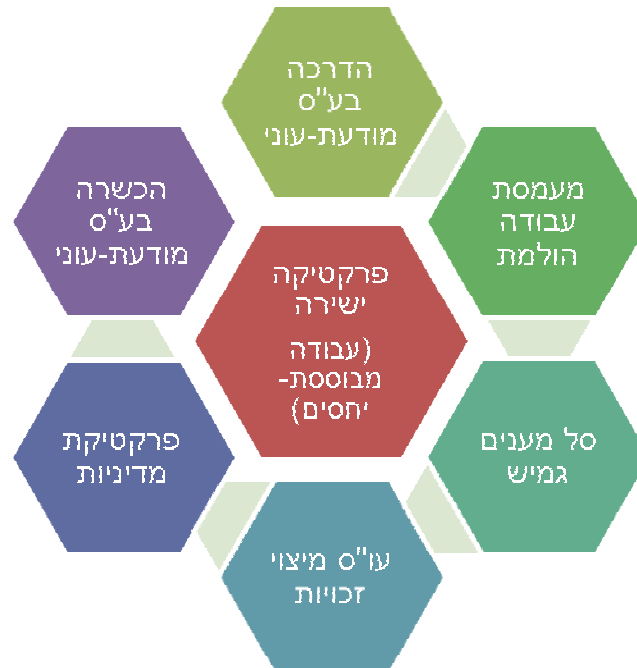 הדרכה
בע"ס
מודעת-עוני
מעמסת
עבודה
הולמת
סל מענים
גמיש
עו"ס מיצוי
זכויות
פרקטיקת
מדיניות
הכשרה
בע"ס
מודעת-עוני
פרקטיקה
ישירה
(עבודה
מבוססת-
יחסים)